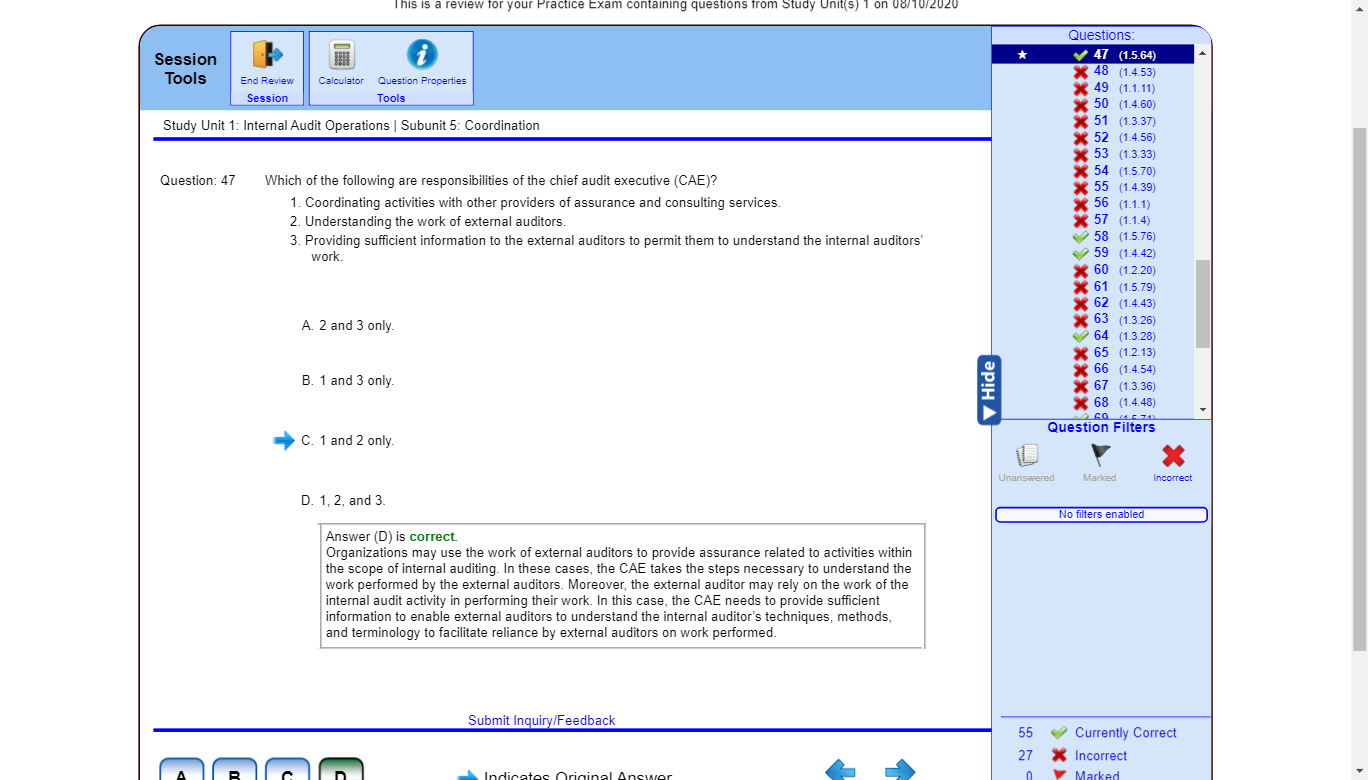 This is a review for your Practice Exam containing questions from Study Unit(s) 1 on 08/10/2020
Session
Tools
End Review
Session
Calculator
Question Properties
Tools
Study Unit 1: Internal Audit Operations | Subunit 5: Coordination
Question: 47
Which of the following are responsibilities of the chief audit executive (CAE)?
1. Coordinating activities with other providers of assurance and consulting services.
2. Understanding the work of external auditors.
3. Providing sufficient information to the external auditors to permit them to understand the internal auditors'
work.
A. 2 and 3 only.
B. 1 and 3 only.
C. 1 and 2 only.
D. 1, 2, and 3.
Answer (D) is correct.
Organizations may use the work of external auditors to provide assurance related to activities within
the scope of internal auditing. In these cases, the CAE takes the steps necessary to understand the
work performed by the external auditors. Moreover, the external auditor may rely on the work of the
internal audit activity in performing their work. In this case, the CAE needs to provide sufficient
information to enable external auditors to understand the internal auditor's techniques, methods,
and terminology to facilitate reliance by external auditors on work performed.
Submit Inquiry/Feedback
A B C D
Indicates Original Answer
Questions:
47 (1.5.64)
48 (1.4.53)
49 (1.1.11)
50 (1.4.60)
51 (1.3.37)
52 (1.4.56)
53 (1.3.33)
54 (1.5.70)
55 (1.4.39)
56 (1.1.1)
57 (1.1.4)
58 (1.5.76)
59 (1.4.42)
60 (1.2.20)
61 (1.5.79)
62 (1.4.43)
63 (1.3.26)
64 (1.3.28)
65 (1.2.13)
66 (1.4.54)
67 (1.3.36)
68 (1.4.48)
69 (1.5.71)
Hide
Question Filters
Unanswered
Marked
Incorrect
No filters enabled
55 Currently Correct
27 Incorrect
0 Marked